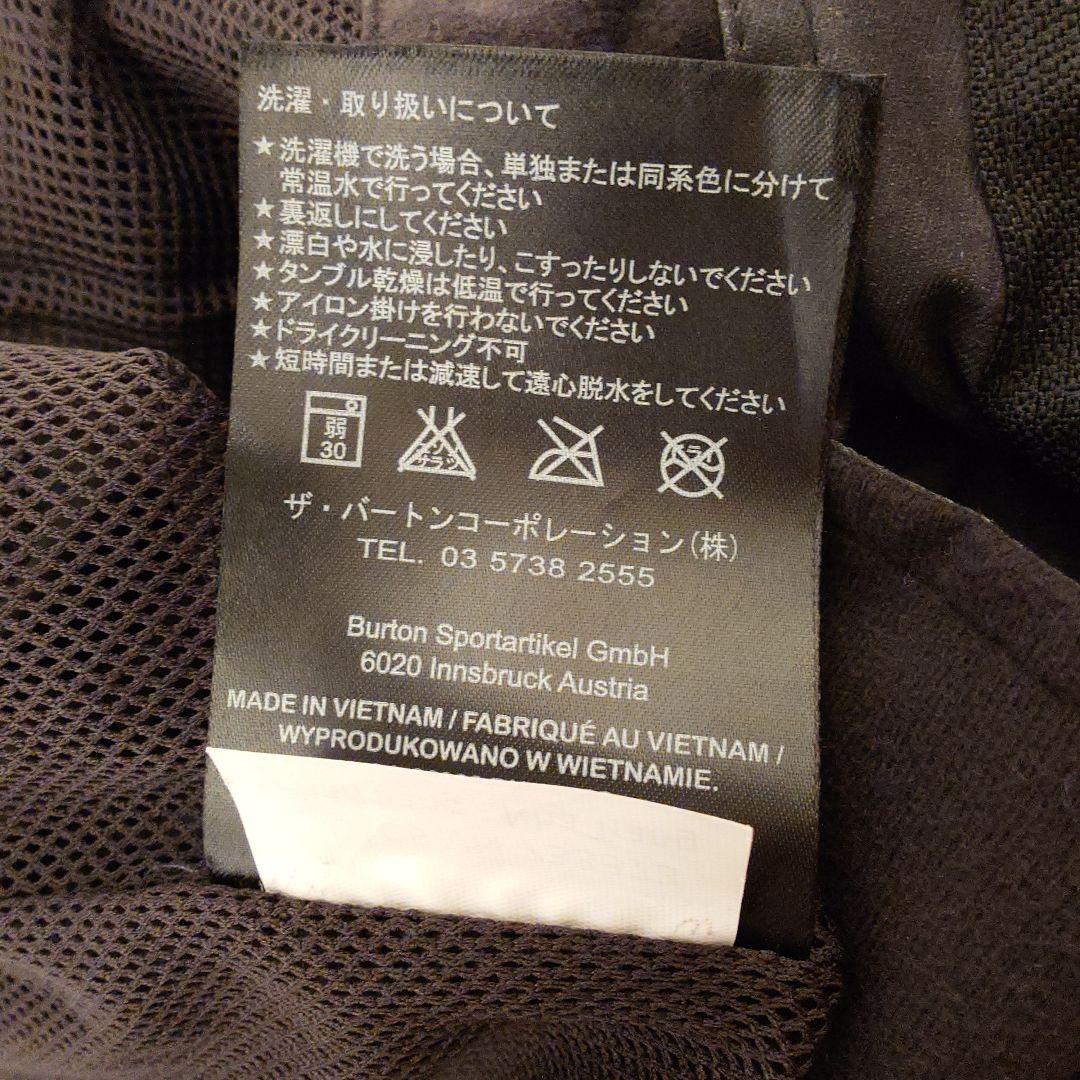 洗濯・取り扱いについて
★洗濯機で洗う場合、単独または同系色に分けて
常温水で行ってください
★裏返しにしてください
★漂白や水に浸したり、こすったりしないでください
★タンブル乾燥は低温で行ってください
★アイロン掛けを行わないでください
★ドライクリーニング不可
★短時間または減速して遠心脱水をしてください
弱
30
ザ・バートンコーポレーション(株)
TEL. 03 5738 2555
Burton Sportartikel GmbH
6020 Innsbruck Austria
MADE IN VIETNAM / FABRIQUÉ AU VIETNAM /
WYPRODUKOWANO W WIETNAMIE.